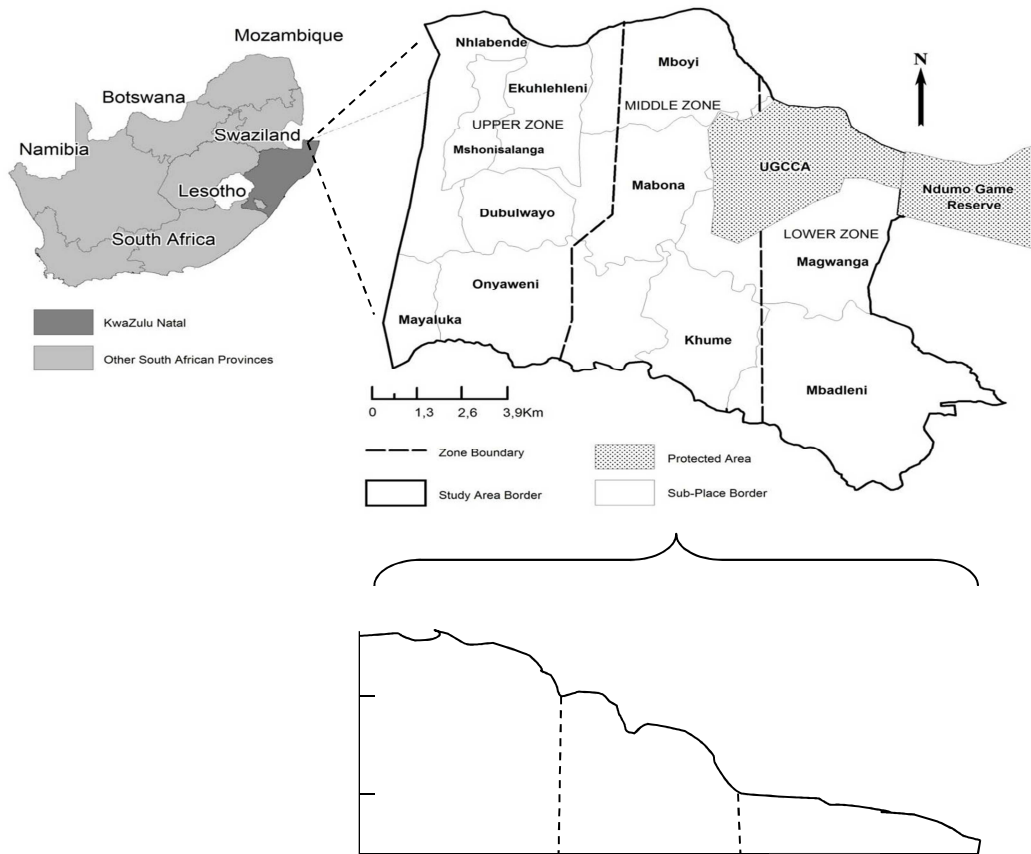 Mozambique
Botswana
Swaziland
Namibia
Lesotho
South Africa
KwaZulu Natal
Other South African Provinces
N
Nhlabende
Mboyi
Ekuhlehleni
MIDDLE ZONE
UPPER ZONE
Mshonisalanga
UGCCA
Mabona
Ndumo Game
Reserve
Dubulwayo
LOWER ZONE
Magwanga
Onyaweni
Mayaluka
Khume
Mbadleni
0 1,3 2,6 3,9Km
Zone Boundary
Protected Area
Study Area Border
Sub-Place Border